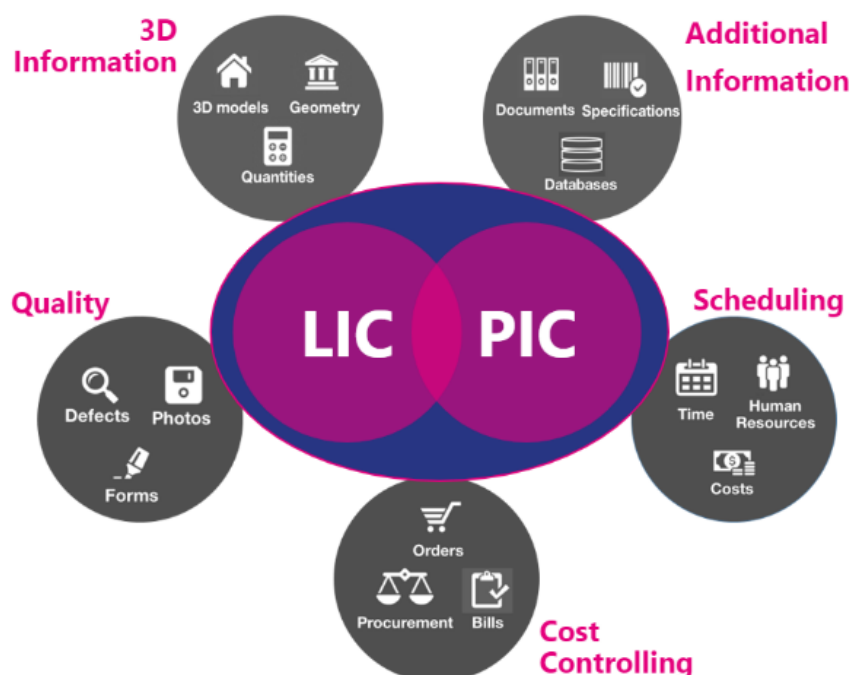 3D
Information
3D models
Geometry
Quantities
Additional
Information
Documents
Specifications
Databases
LIC
PIC
Quality
Defects
Photos
Forms
Scheduling
Time
Human
Resources
Costs
Orders
Procurement
Bills
Cost
Controlling